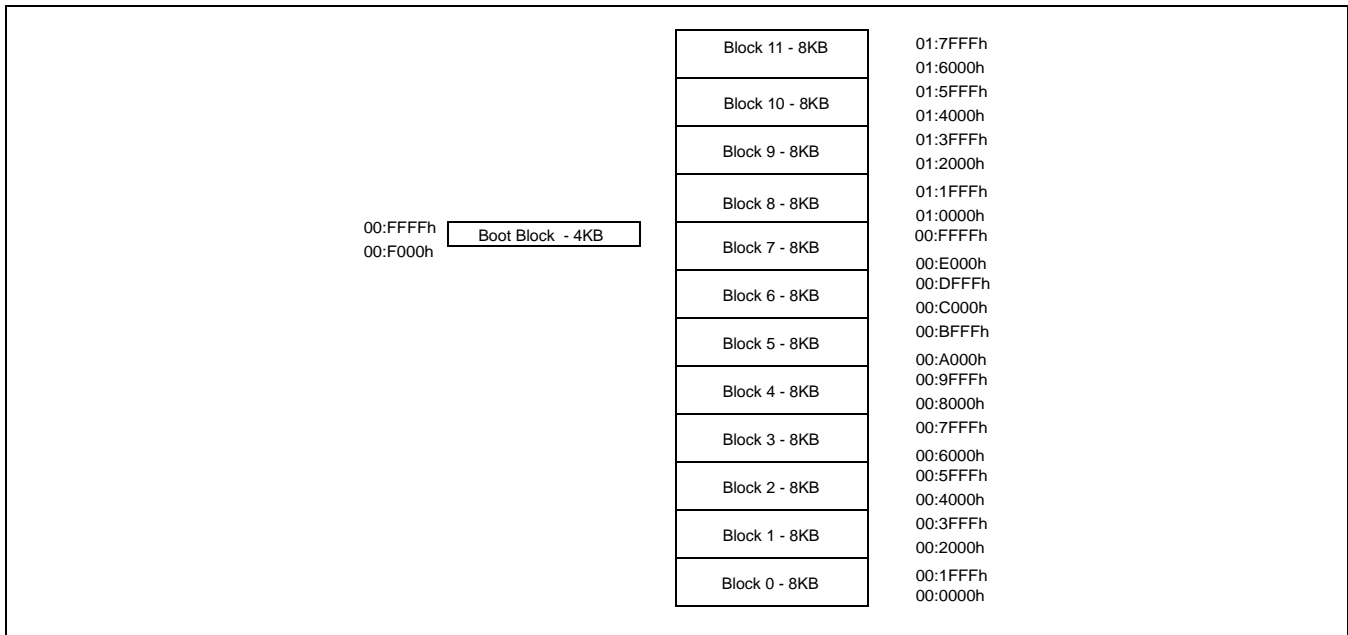 Block 11 - 8KB 01:7FFFh
01:6000h
Block 10 - 8KB 01:5FFFh
01:4000h
Block 9 - 8KB 01:3FFFh
01:2000h
Block 8 - 8KB 01:1FFFh
01:0000h
00:FFFFh Boot Block - 4KB
00:F000h
Block 7 - 8KB 00:FFFFh
00:E000h
Block 6 - 8KB 00:DFFFh
00:C000h
Block 5 - 8KB 00:BFFFh
00:A000h
Block 4 - 8KB 00:9FFFh
00:8000h
Block 3 - 8KB 00:7FFFh
00:6000h
Block 2 - 8KB 00:5FFFh
00:4000h
Block 1 - 8KB 00:3FFFh
00:2000h
Block 0 - 8KB 00:1FFFh
00:0000h